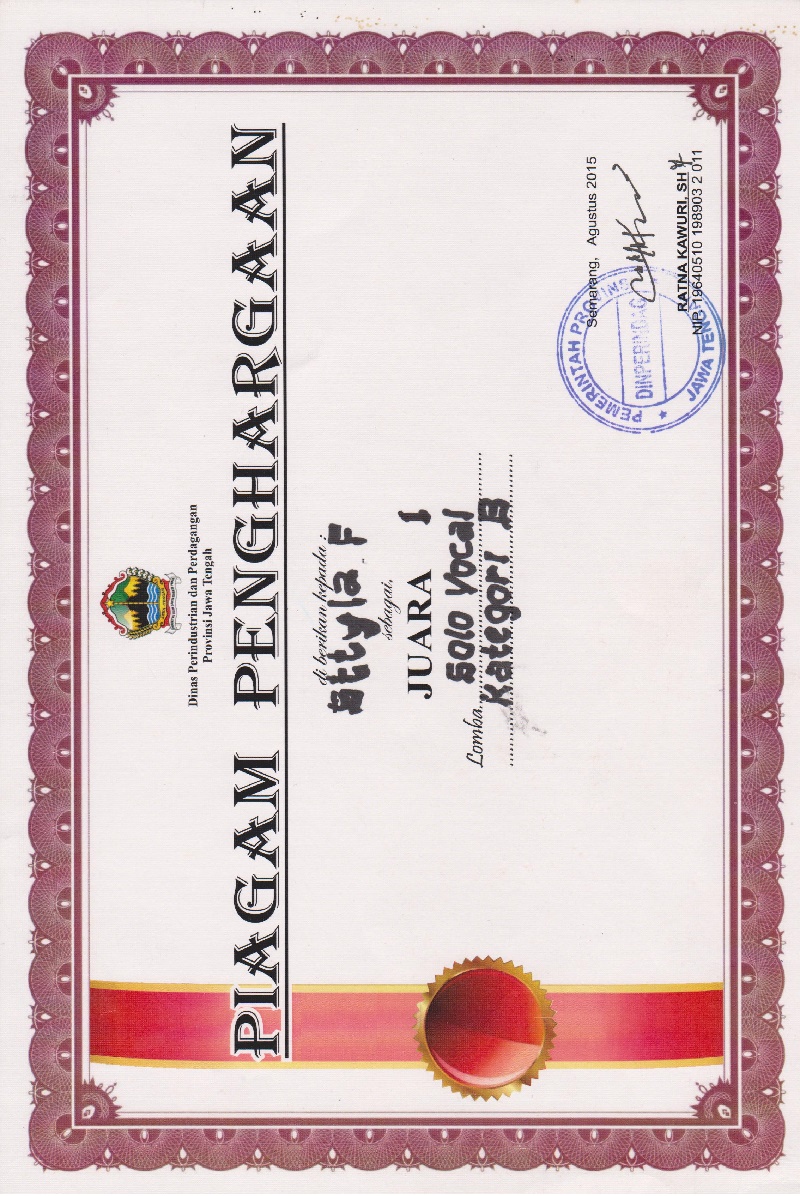 Dinas Perindustrian dan Perdagangan
Provinsi Jawa Tengah
PIAGAM PENGHARGAAN
di berikan kepada :
Ettyla. F
sebagai,
JUARA 1
Lomba Solo Vocal
Kategori B
Semarang, Agustus 2015
PEMERINTAH PROVINSI
DINPERINDAG
JAWA TENGAH
RATNA KAWURI, SH
NIP. 19640510 198903 2 011